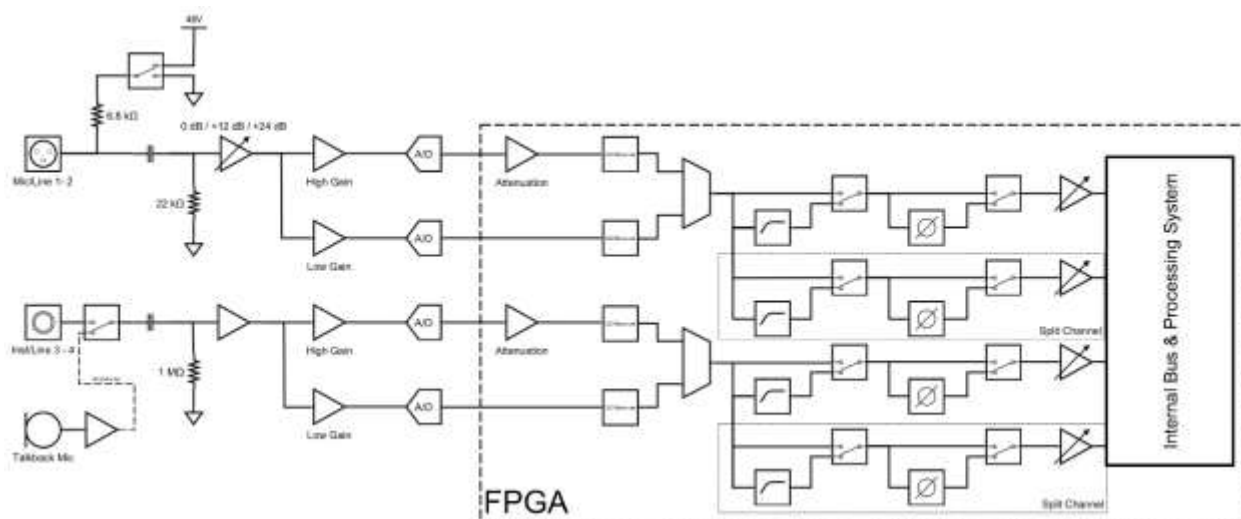 48V
6.8 kΩ
0 dB / +12 dB / +24 dB
Mic/Line 1- 2
High Gain
A/D
Attenuation
22 kΩ
Low Gain
A/D
Inst/Line 3 - 4
High Gain
A/D
Attenuation
Split Channel
1 MΩ
Low Gain
A/D
Talkback Mic
Split Channel
FPGA
Internal Bus & Processing System